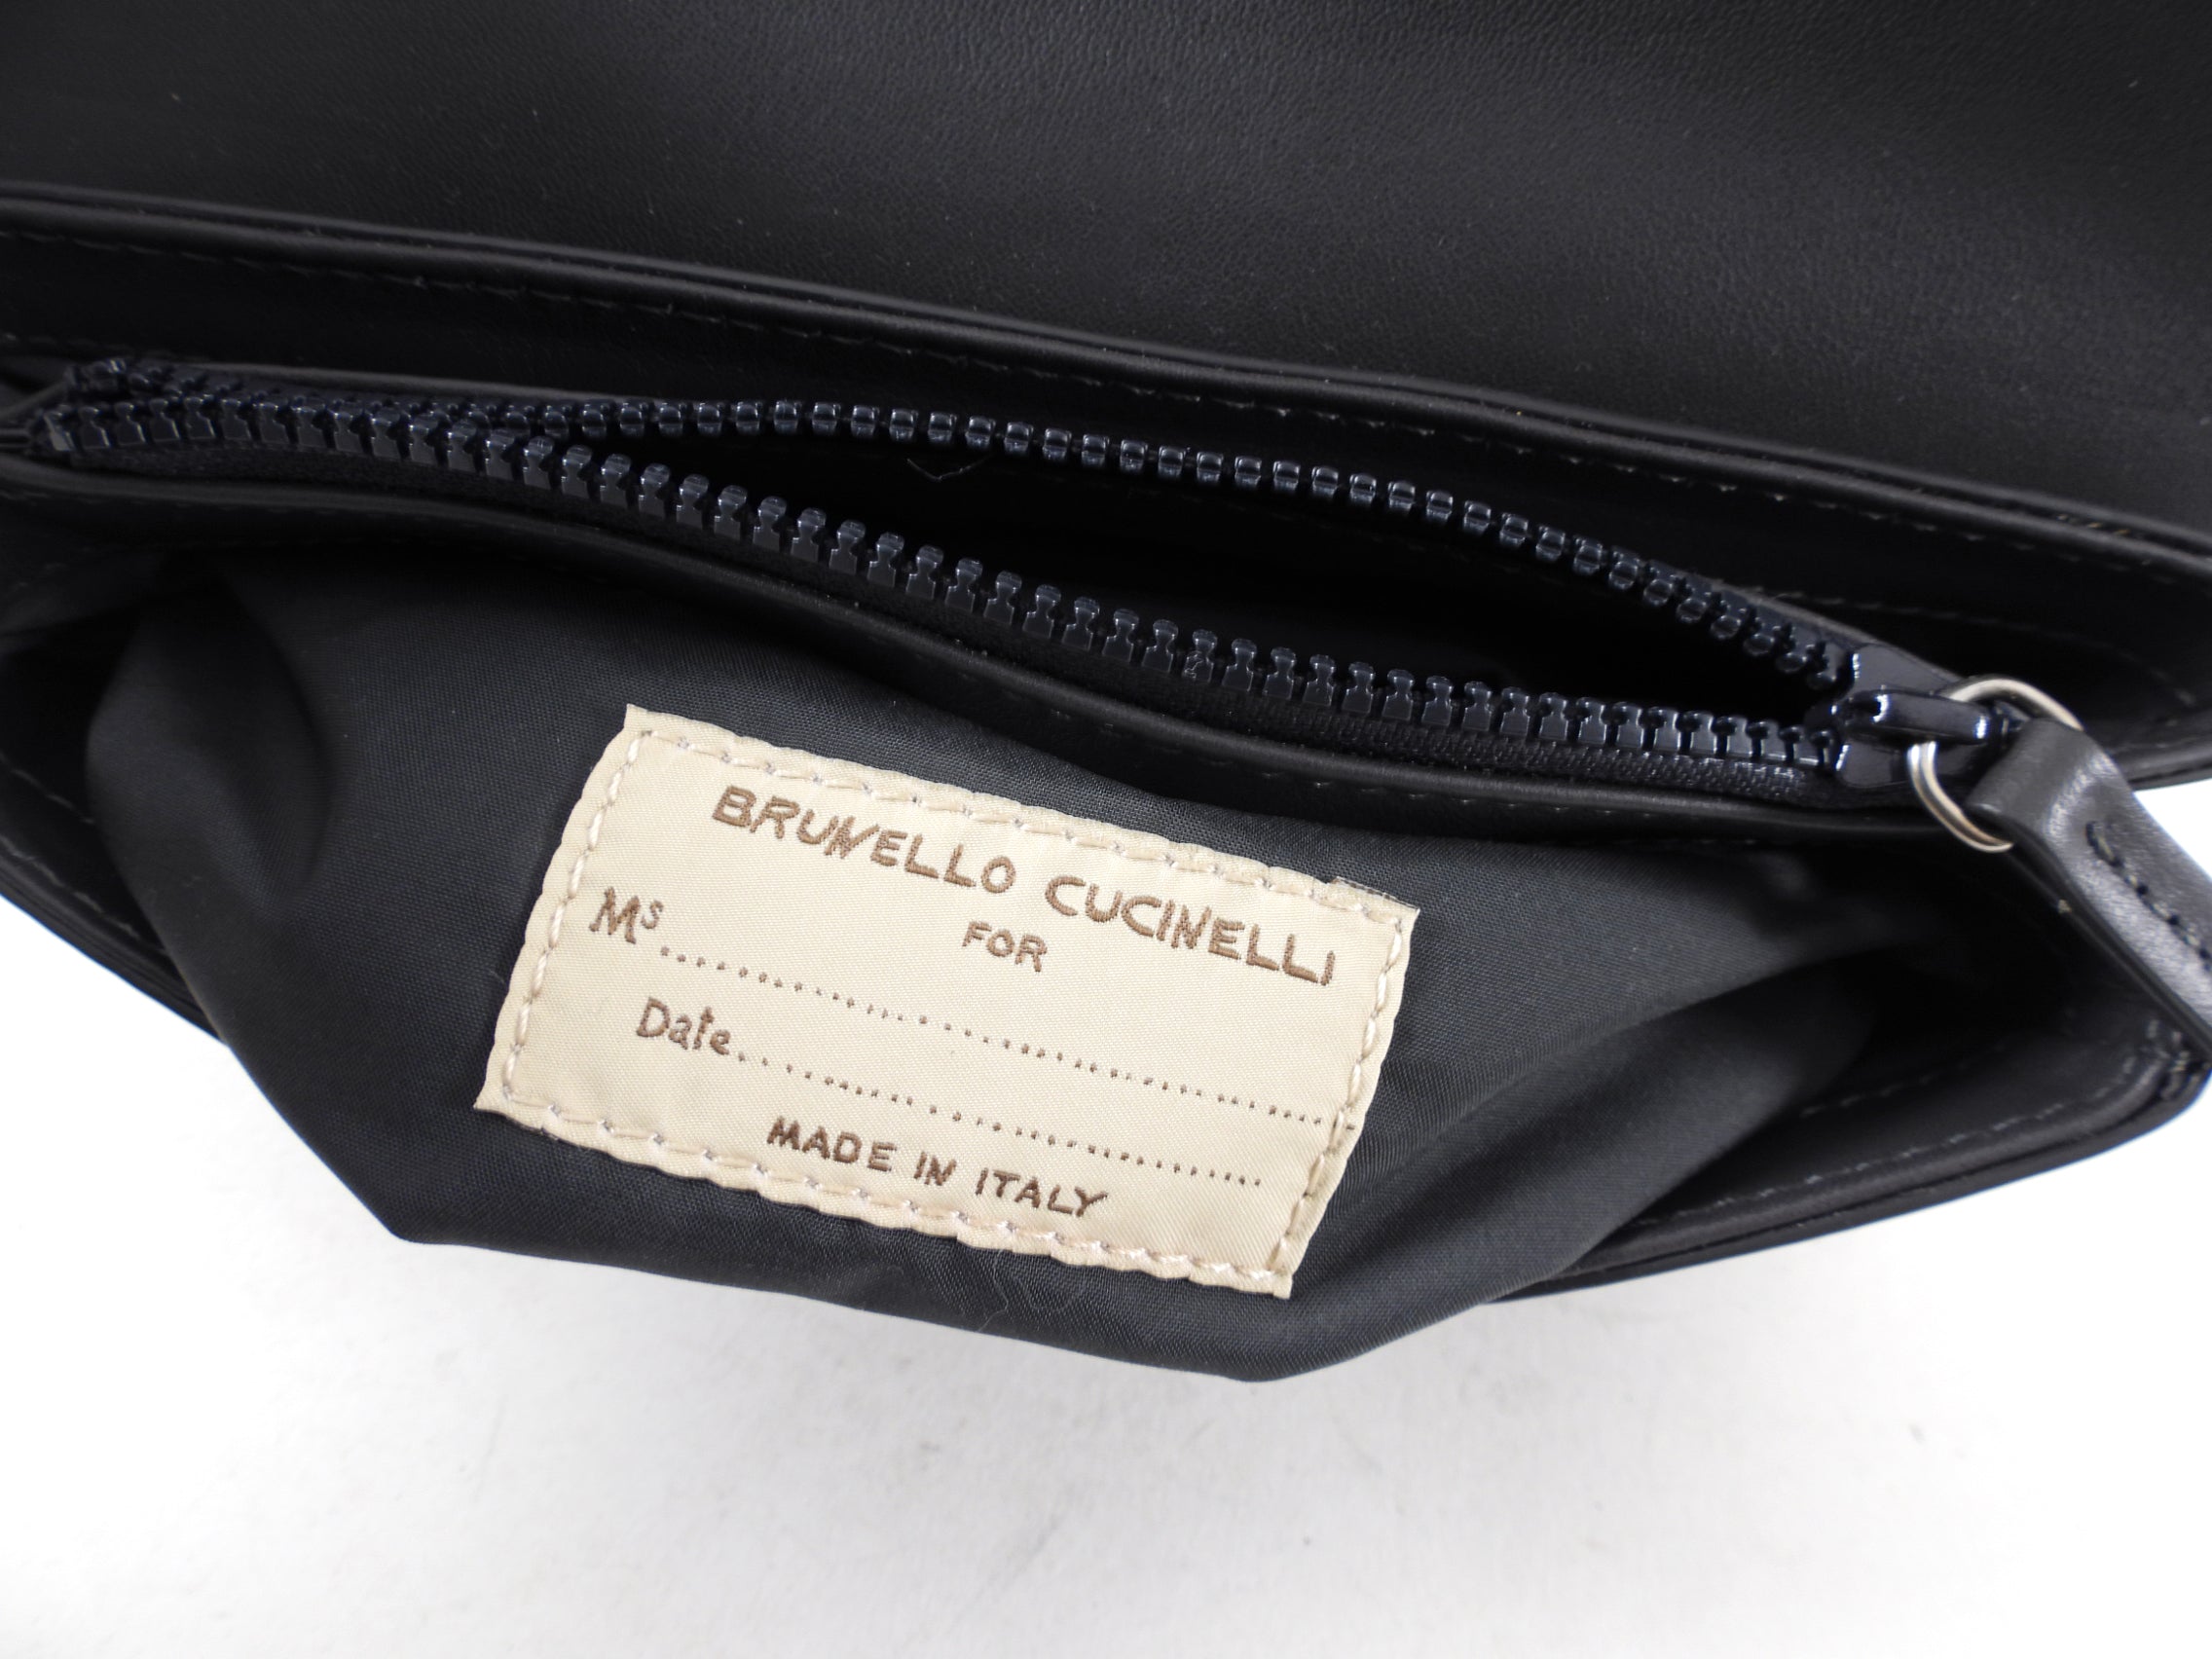 BRUNELLO CUCINELLI
FOR
Ms..............................
Date..............................
MADE IN ITALY